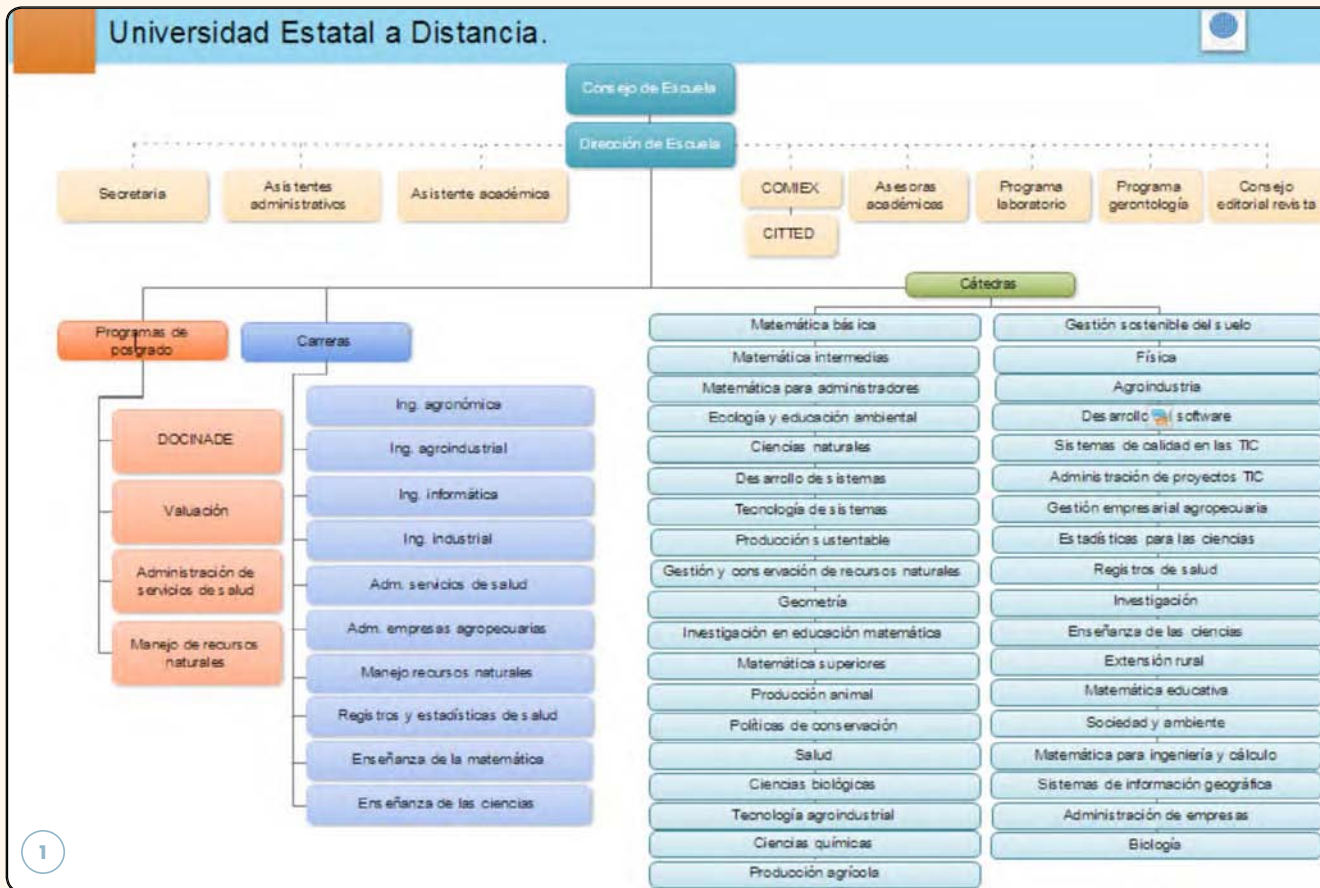 Universidad Estatal a Distancia.
Consejo de Escuela
Dirección de Escuela
Secretaria
Asistentes
administrativos
Asistente académica
COMIEX
CITTED
Asesoras
académicas
Programa
laboratorio
Programa
gerontología
Consejo
editorial revista
Programas de
posgrado
DOCINADE
Valuación
Administración de
servicios de salud
Manejo de recursos
naturales
Carreras
Ing. agronómica
Ing. agroindustrial
Ing. informática
Ing. industrial
Adm. servicios de salud
Adm. empresas agropecuarias
Manejo recursos naturales
Registros y estadísticas de salud
Enseñanza de la matemática
Enseñanza de las ciencias
Cátedras
Matemática básica
Matemática intermedias
Matemática para administradores
Ecología y educación ambiental
Ciencias naturales
Desarrollo de sistemas
Tecnología de sistemas
Producción sustentable
Gestión y conservación de recursos naturales
Geometría
Investigación en educación matemática
Matemática superiores
Producción animal
Políticas de conservación
Salud
Ciencias biológicas
Tecnología agroindustrial
Ciencias químicas
Producción agrícola
Gestión sostenible del suelo
Física
Agroindustria
Desarrollo software
Sistemas de calidad en las TIC
Administración de proyectos TIC
Gestión empresarial agropecuaria
Estadísticas para las ciencias
Registros de salud
Investigación
Enseñanza de las ciencias
Extensión rural
Matemática educativa
Sociedad y ambiente
Matemática para ingeniería y cálculo
Sistemas de información geográfica
Administración de empresas
Biología
1